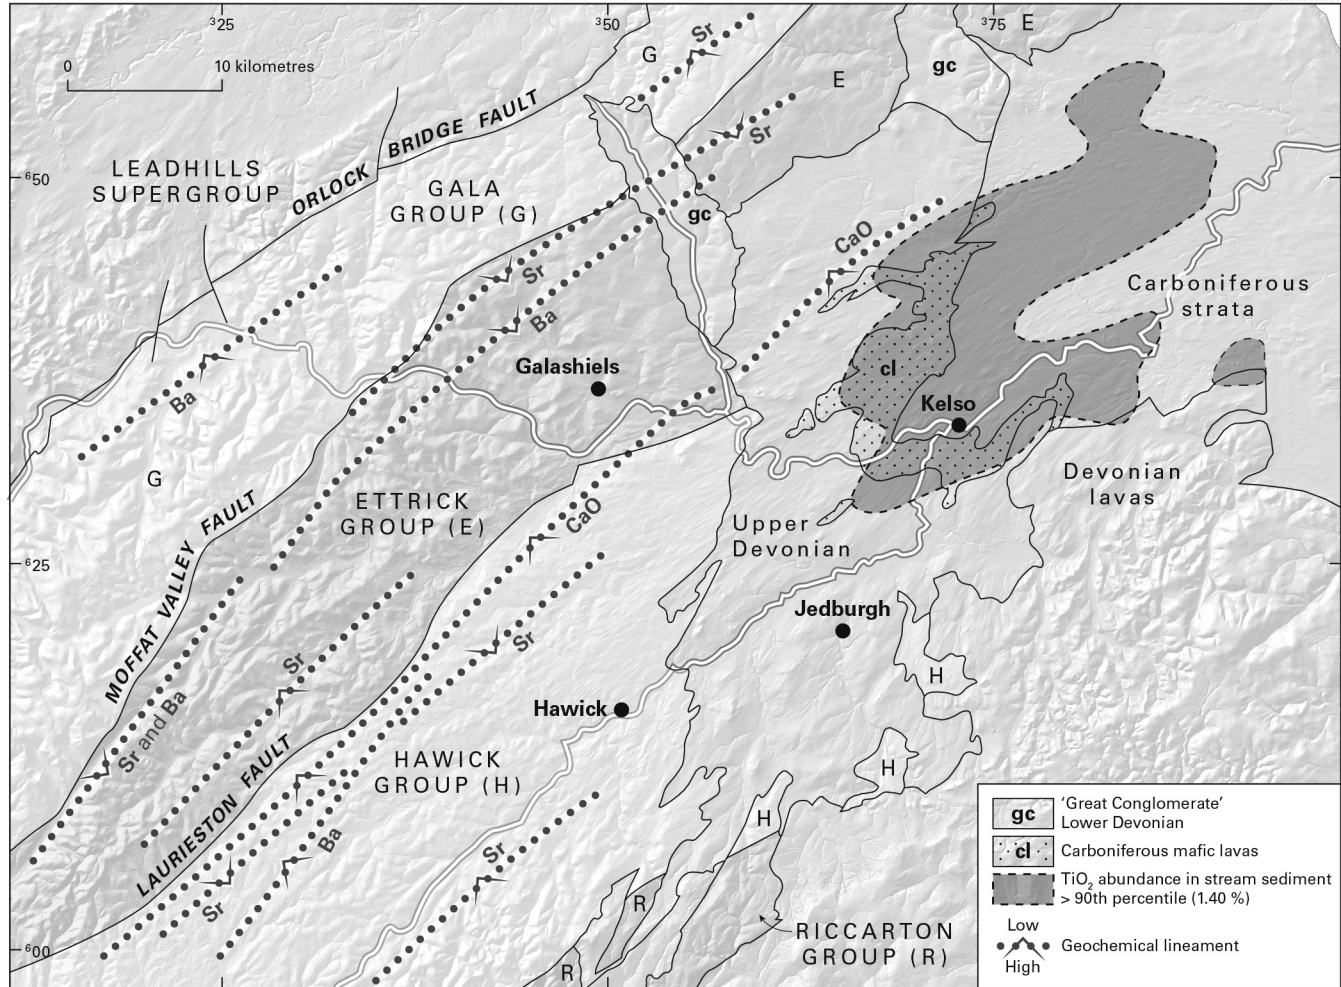 ³25
³50
³75
E
Sr
G
gc
E
0
10 kilometres
Sr
ORLOCK BRIDGE FAULT
LEADHILLS
SUPERGROUP
⁶50
GALA
GROUP (G)
gc
CaO
Sr
Ba
Carboniferous
strata
Galashiels
cl
Kelso
Ba
G
ETTRICK
GROUP (E)
CaO
Devonian
lavas
Upper
Devonian
⁶25
MOFFAT VALLEY FAULT
Jedburgh
Sr
Sr
H
Sr and Ba
Hawick
LAURIESTON FAULT
HAWICK
GROUP (H)
H
H
Ba
Sr
Sr
R
RICCARTON
GROUP (R)
⁶00
R
gc
'Great Conglomerate'
Lower Devonian
cl
Carboniferous mafic lavas
TiO₂ abundance in stream sediment
> 90th percentile (1.40 %)
Low
Geochemical lineament
High